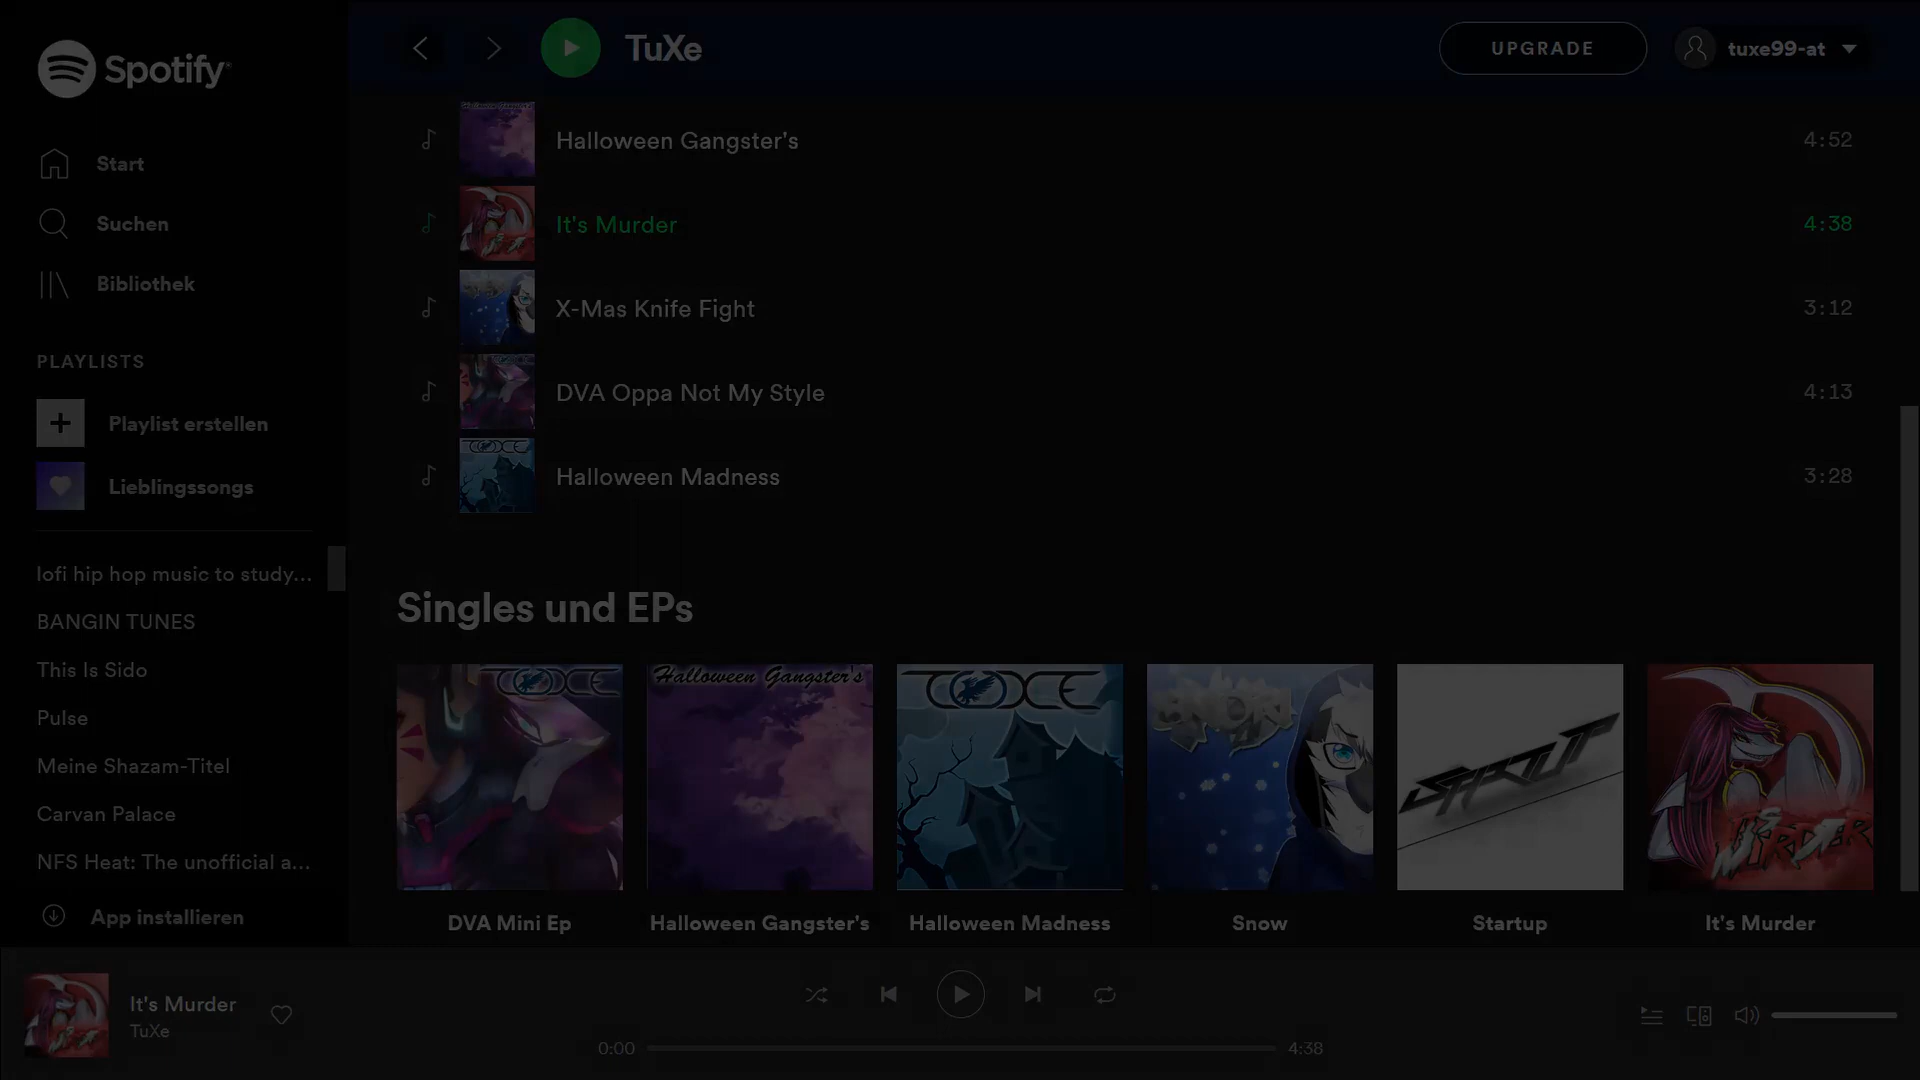 Spotify
TuXe
UPGRADE
tuxe99-at
Start
Suchen
Bibliothek
PLAYLISTS
Playlist erstellen
Lieblingssongs
lofi hip hop music to study...
BANGIN TUNES
This Is Sido
Pulse
Meine Shazam-Titel
Carvan Palace
NFS Heat: The unofficial a...
App installieren
Halloween Gangster's 4:52
It's Murder 4:38
X-Mas Knife Fight 3:12
DVA Oppa Not My Style 4:13
Halloween Madness 3:28
Singles und EPs
Halloween Gangster's
DVA Mini Ep
Halloween Gangster's
Halloween Madness
Snow
Startup
It's Murder
It's Murder
TuXe
0:00
4:38